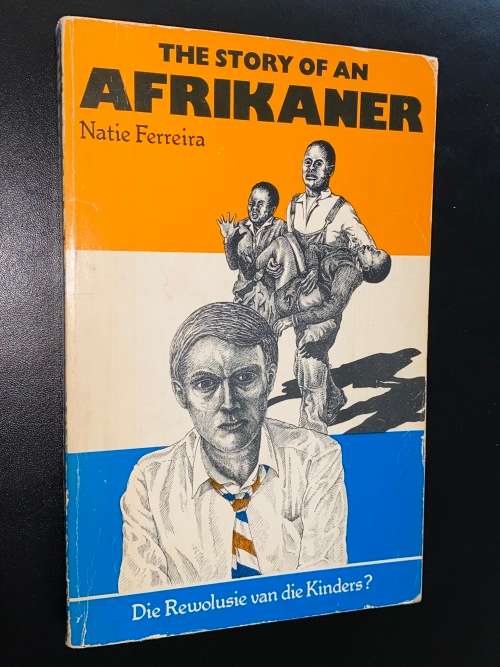 THE STORY OF AN
AFRIKANER
Natie Ferreira
Die Rewolusie van die Kinders?